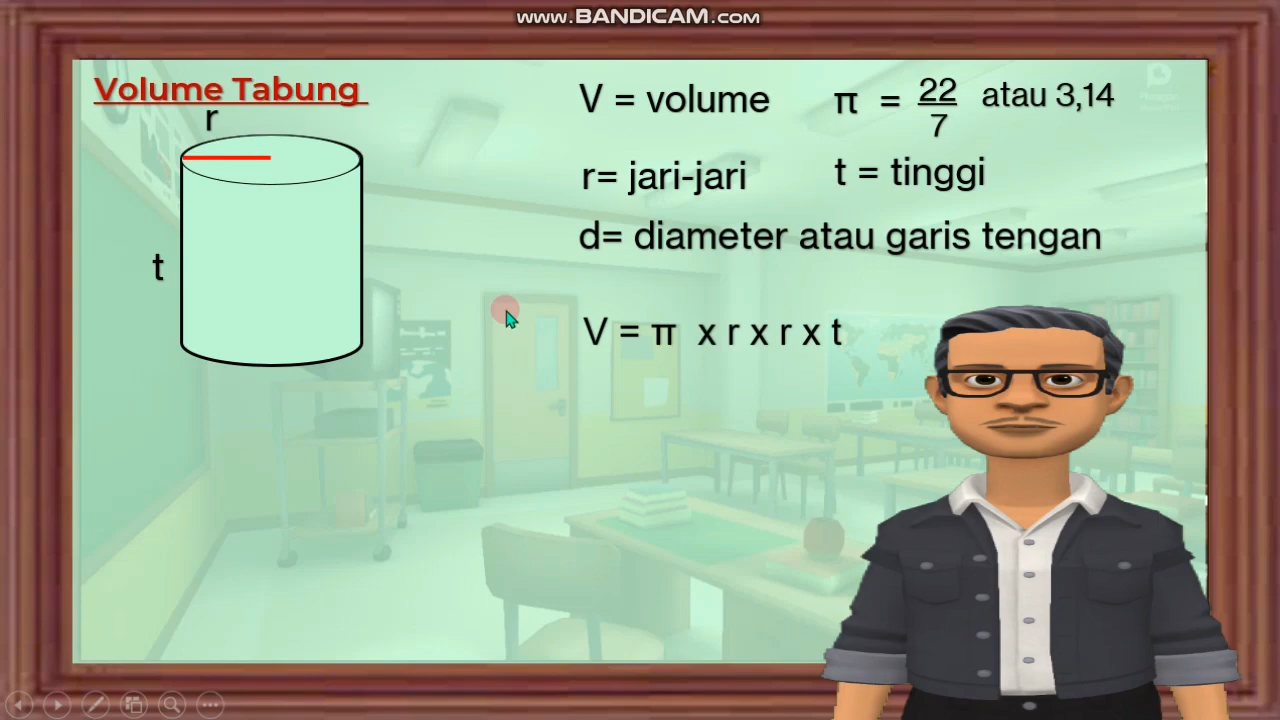 www.BANDICAM.com
Volume Tabung
r
t
V = volume
π = 22/7 atau 3,14
r= jari-jari
t = tinggi
d= diameter atau garis tengan
V = π x r x r x t